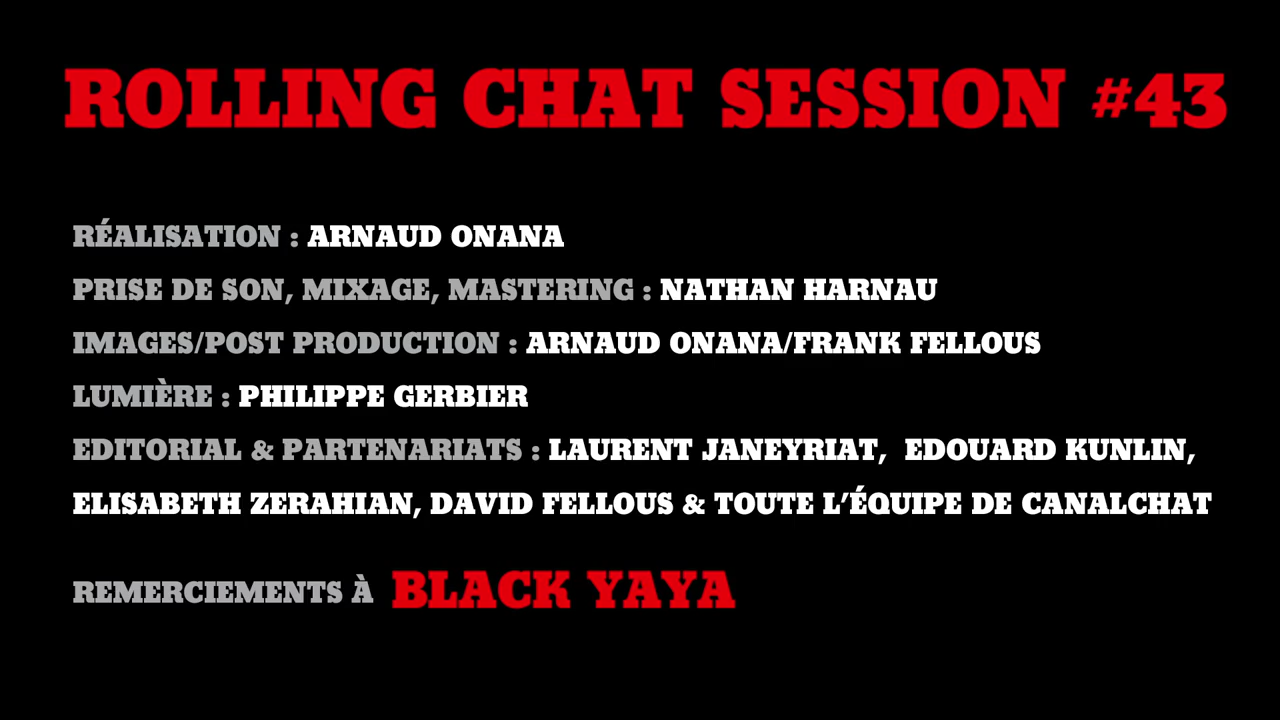 ROLLING CHAT SESSION #43
RÉALISATION : ARNAUD ONANA
PRISE DE SON, MIXAGE, MASTERING : NATHAN HARNAU
IMAGES/POST PRODUCTION : ARNAUD ONANA/FRANK FELLOUS
LUMIÈRE : PHILIPPE GERBIER
EDITORIAL & PARTENARIATS : LAURENT JANEYRIAT, EDOUARD KUNLIN,
ELISABETH ZERAHIAN, DAVID FELLOUS & TOUTE L'ÉQUIPE DE CANALCHAT
REMERCIEMENTS À BLACK YAYA